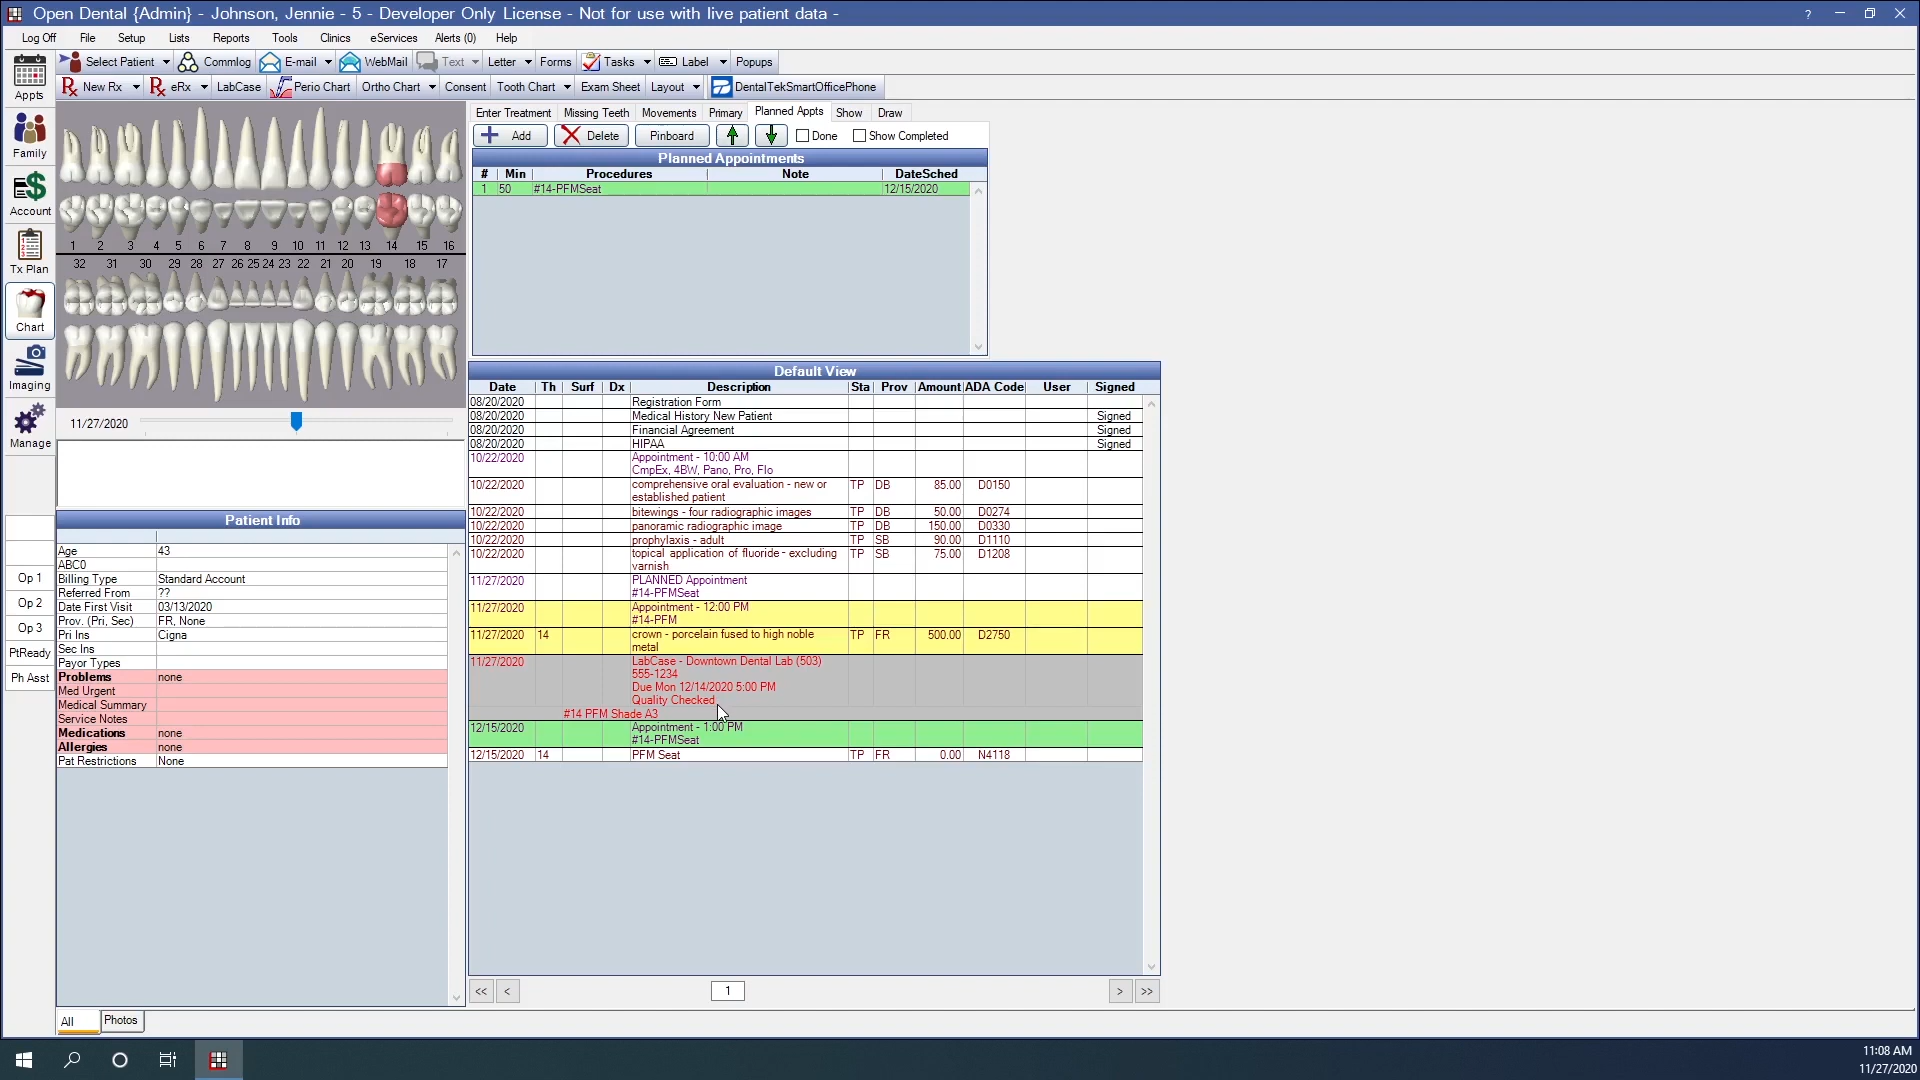 Open Dental {Admin} - Johnson, Jennie - 5 - Developer Only License - Not for use with live patient data -
Log Off File Setup Lists Reports Tools Clinics eServices Alerts (0) Help
Select Patient Commlog E-mail WebMail Text Letter Forms Tasks Label Popups
New Rx eRx LabCase Perio Chart Ortho Chart Consent Tooth Chart Exam Sheet Layout DentalTekSmartOfficePhone
Appts
Family
Account
Tx Plan
Chart
Imaging
Manage
Op 1
Op 2
Op 3
PtReady
Ph Asst
1 2 3 4 5 6 7 8 9 10 11 12 13 14 15 16
32 31 30 29 28 27 26 25 24 23 22 21 20 19 18 17
11/27/2020
Patient Info
Age 43
ABC0
Billing Type Standard Account
Referred From ??
Date First Visit 03/13/2020
Prov. (Pri, Sec) FR, None
Pri Ins Cigna
Sec Ins
Payor Types
Problems none
Med Urgent
Medical Summary
Service Notes
Medications none
Allergies none
Pat Restrictions None
All Photos
Enter Treatment Missing Teeth Movements Primary Planned Appts Show Draw
Add Delete Pinboard Done Show Completed
Planned Appointments
# Min Procedures Note DateSched
1 50 #14-PFMSeat 12/15/2020
Default View
Date Th Surf Dx Description Sta Prov Amount ADA Code User Signed
08/20/2020 Registration Form
08/20/2020 Medical History New Patient Signed
08/20/2020 Financial Agreement Signed
08/20/2020 HIPAA Signed
10/22/2020 Appointment - 10:00 AM
CmpEx, 4BW, Pano, Pro, Flo
10/22/2020 comprehensive oral evaluation - new or TP DB 85.00 D0150
established patient
10/22/2020 bitewings - four radiographic images TP DB 50.00 D0274
10/22/2020 panoramic radiographic image TP DB 150.00 D0330
10/22/2020 prophylaxis - adult TP SB 90.00 D1110
10/22/2020 topical application of fluoride - excluding TP SB 75.00 D1208
varnish
11/27/2020 PLANNED Appointment
#14-PFMSeat
11/27/2020 Appointment - 12:00 PM
#14-PFM
11/27/2020 14 crown - porcelain fused to high noble TP FR 500.00 D2750
metal
11/27/2020 LabCase - Downtown Dental Lab (503)
555-1234
Due Mon 12/14/2020 5:00 PM
Quality Checked
#14 PFM Shade A3
12/15/2020 Appointment - 1:00 PM
#14-PFMSeat
12/15/2020 14 PFM Seat TP FR 0.00 N4118
<< < 1 > >>
11:08 AM
11/27/2020